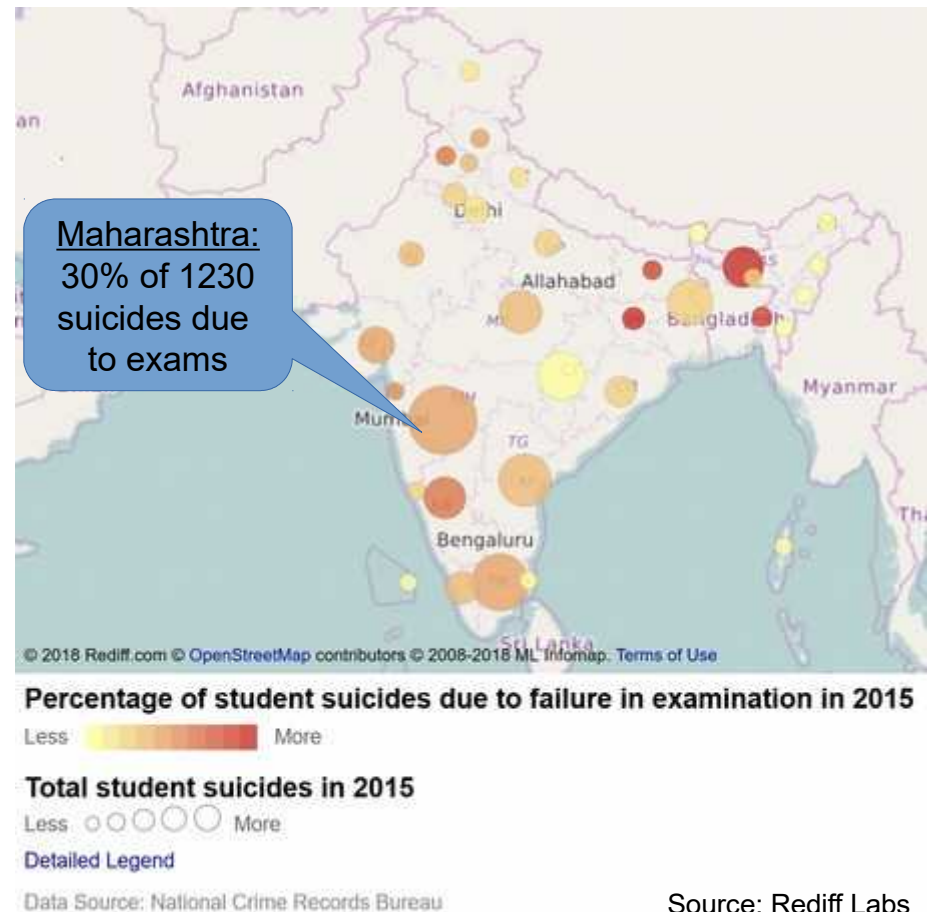 Afghanistan
an
Maharashtra:
30% of 1230
suicides due
to exams
Delhi
Allahabad
Myanmar
Mumbai
TG
Bengaluru
Tha
Sri Lanka
© 2018 Rediff.com © OpenStreetMap contributors © 2008-2018 ML Infomap. Terms of Use
Percentage of student suicides due to failure in examination in 2015
Less More
Total student suicides in 2015
Less More
Detailed Legend
Data Source: National Crime Records Bureau
Source: Rediff Labs